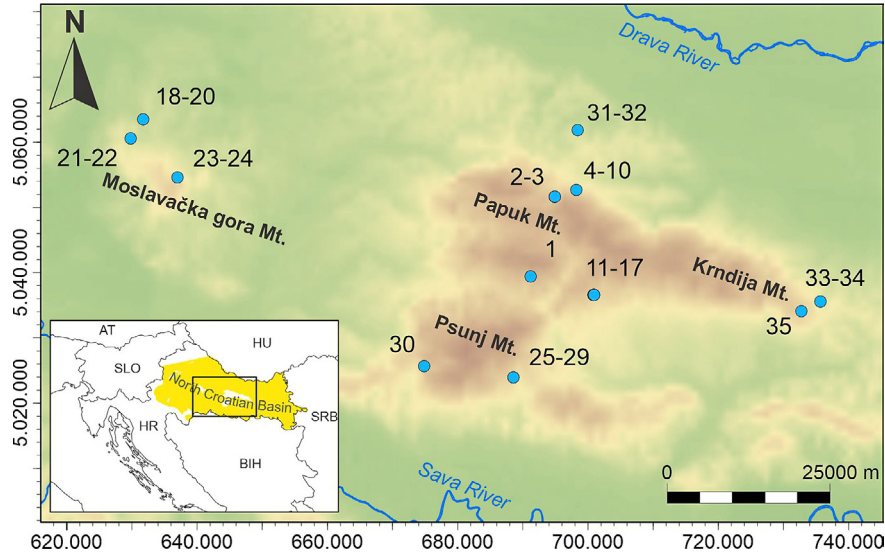 N
Drava River
18-20
31-32
21-22
23-24
2-3
4-10
Moslavačka gora Mt.
Papuk Mt.
1
11-17
Krndija Mt.
33-34
35
30
Psunj Mt.
25-29
AT
HU
SLO
North Croatian Basin
HR
SRB
BIH
Sava River
0
25000 m
5.060.000
5.040.000
5.020.000
620.000
640.000
680.000
700.000
720.000
740.000